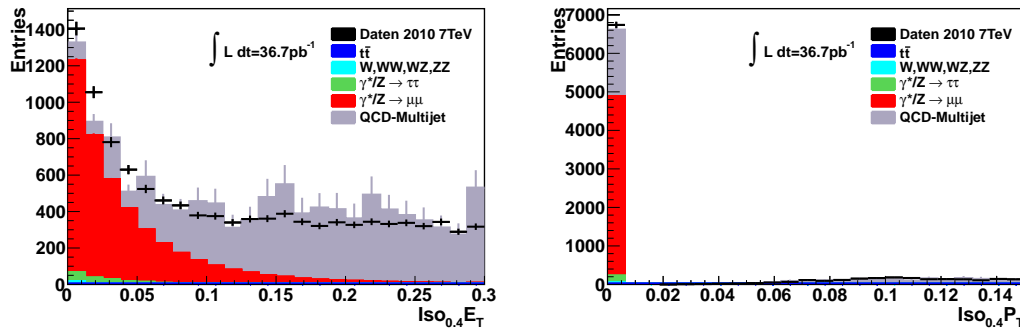 Entries
1400
1200
1000
800
600
400
200
0
∫ L dt=36.7pb⁻¹
Daten 2010 7TeV
tt̄
W,WW,WZ,ZZ
γ*/Z → ττ
γ*/Z → μμ
QCD-Multijet
0 0.05 0.1 0.15 0.2 0.25 0.3
Iso₀.₄E_T
Entries
7000
6000
5000
4000
3000
2000
1000
0
∫ L dt=36.7pb⁻¹
Daten 2010 7TeV
tt̄
W,WW,WZ,ZZ
γ*/Z → ττ
γ*/Z → μμ
QCD-Multijet
0 0.02 0.04 0.06 0.08 0.1 0.12 0.14
Iso₀.₄P_T